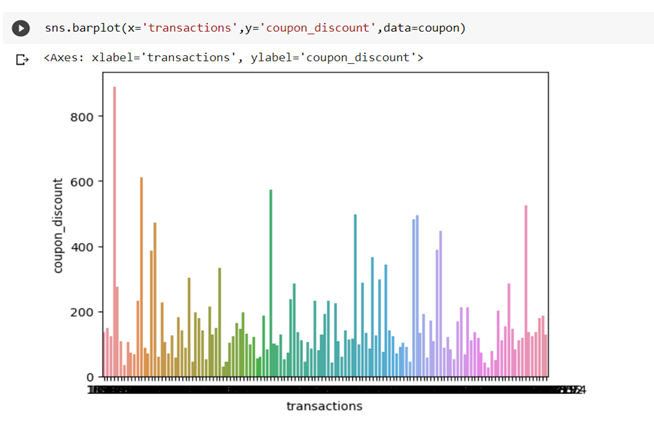 sns.barplot(x='transactions',y='coupon_discount',data=coupon)
<Axes: xlabel='transactions', ylabel='coupon_discount'>
800
600
400
200
0
coupon_discount
transactions